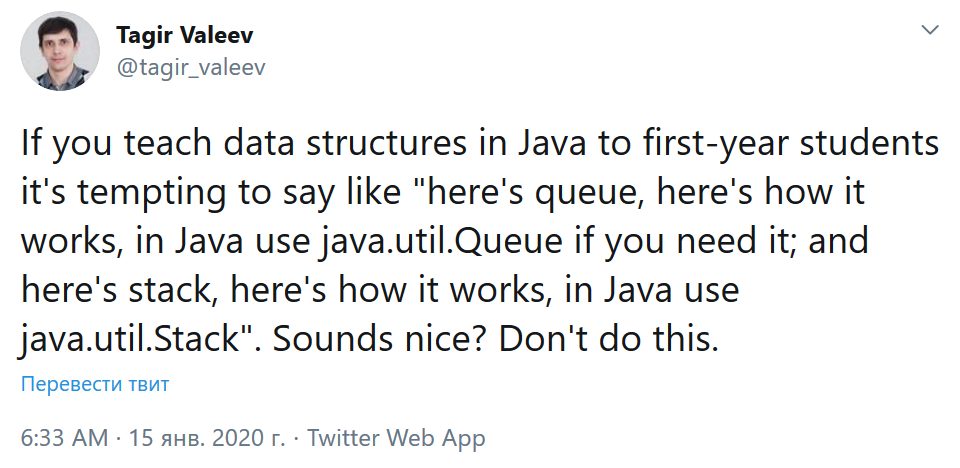 Tagir Valeev
@tagir_valeev
If you teach data structures in Java to first-year students
it's tempting to say like "here's queue, here's how it
works, in Java use java.util.Queue if you need it; and
here's stack, here's how it works, in Java use
java.util.Stack". Sounds nice? Don't do this.
Перевести твит
6:33 AM · 15 янв. 2020 г. · Twitter Web App